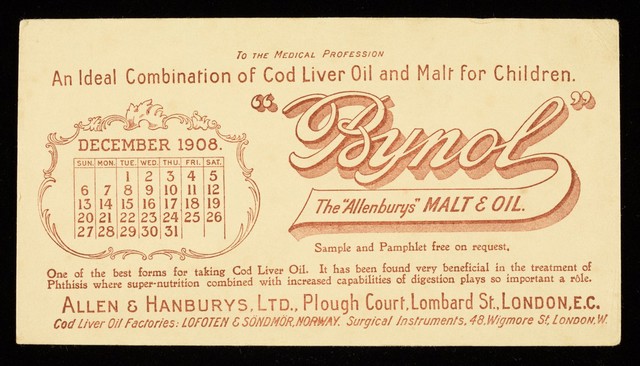 To the Medical Profession
An Ideal Combination of Cod Liver Oil and Malt for Children.
DECEMBER 1908.
SUN. MON. TUE. WED. THU. FRI. SAT.
1 2 3 4 5
6 7 8 9 10 11 12
13 14 15 16 17 18 19
20 21 22 23 24 25 26
27 28 29 30 31
"Bynol"
The "Allenburys" MALT & OIL.
Sample and Pamphlet free on request.
One of the best forms for taking Cod Liver Oil. It has been found very beneficial in the treatment of
Phthisis where super-nutrition combined with increased capabilities of digestion plays so important a rôle.
ALLEN & HANBURYS, LTD., Plough Court, Lombard St., LONDON, E.C.
Cod Liver Oil Factories: LOFOTEN & SÖNDMÖR, NORWAY. Surgical Instruments, 48, Wigmore St, LONDON, W.